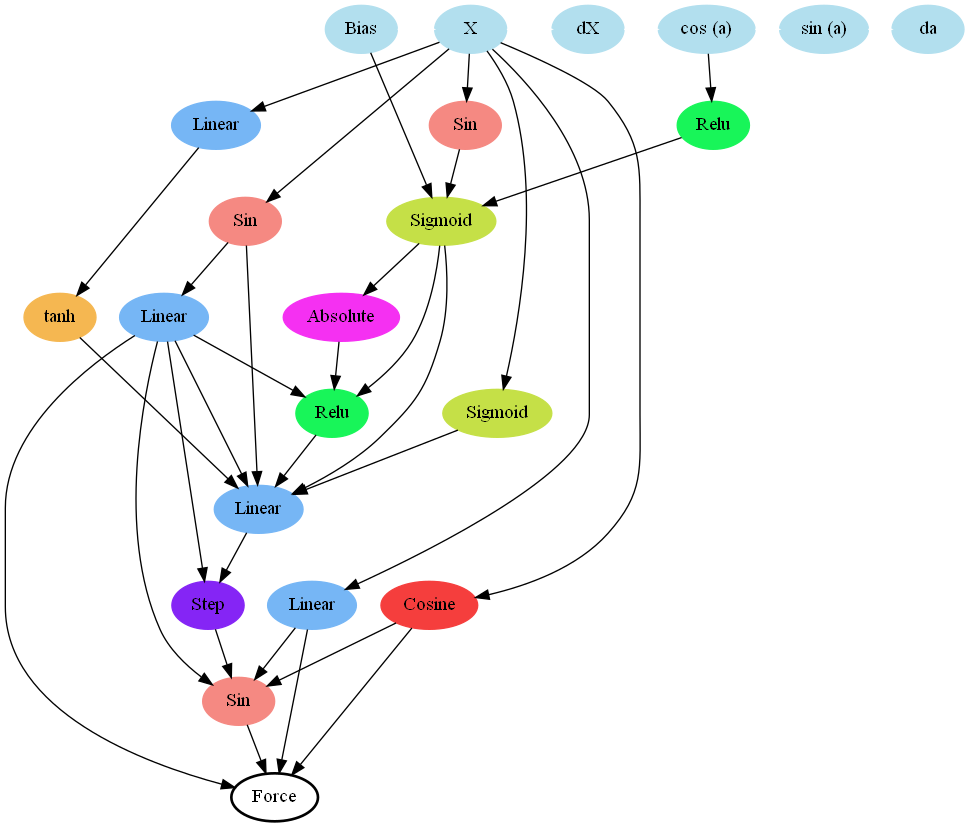 Bias
X
dX
cos (a)
sin (a)
da
Linear
Sin
Relu
Sin
Sigmoid
tanh
Linear
Absolute
Relu
Sigmoid
Linear
Step
Linear
Cosine
Sin
Force